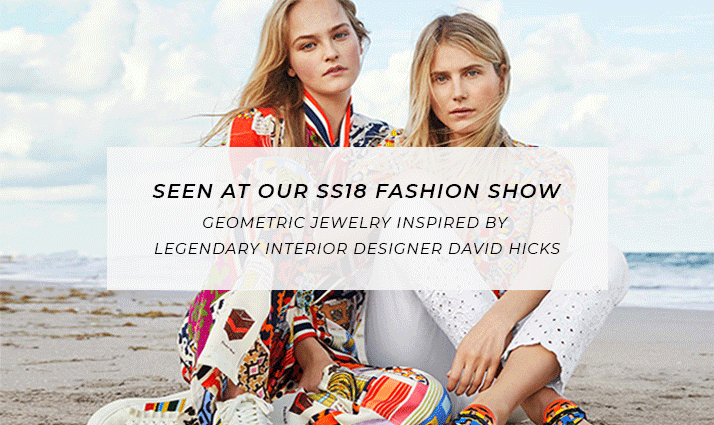 SEEN AT OUR SS18 FASHION SHOW
GEOMETRIC JEWELRY INSPIRED BY
LEGENDARY INTERIOR DESIGNER DAVID HICKS